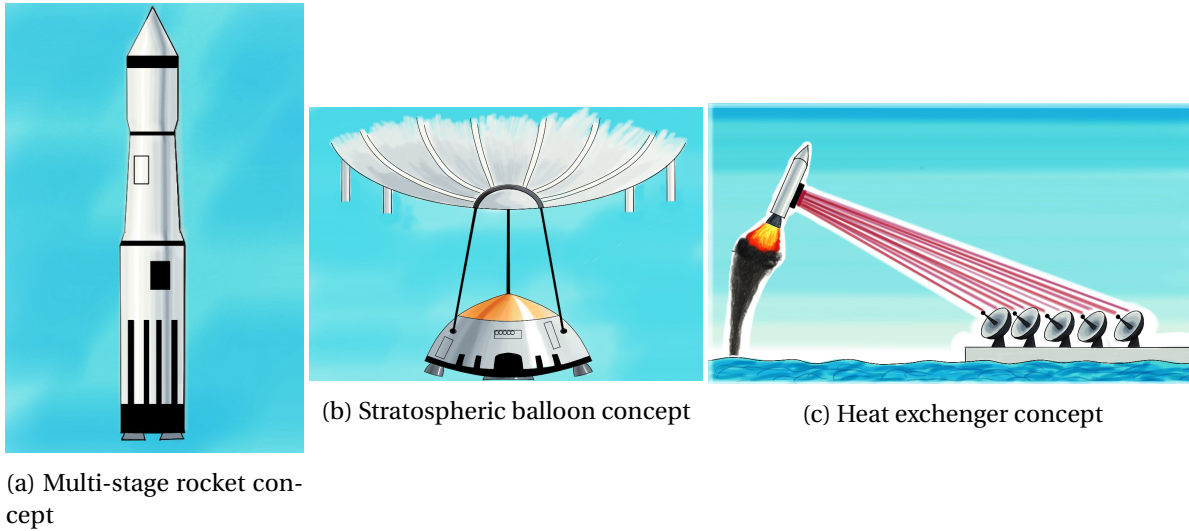 (a) Multi-stage rocket con-
cept
(b) Stratospheric balloon concept
(c) Heat exchenger concept